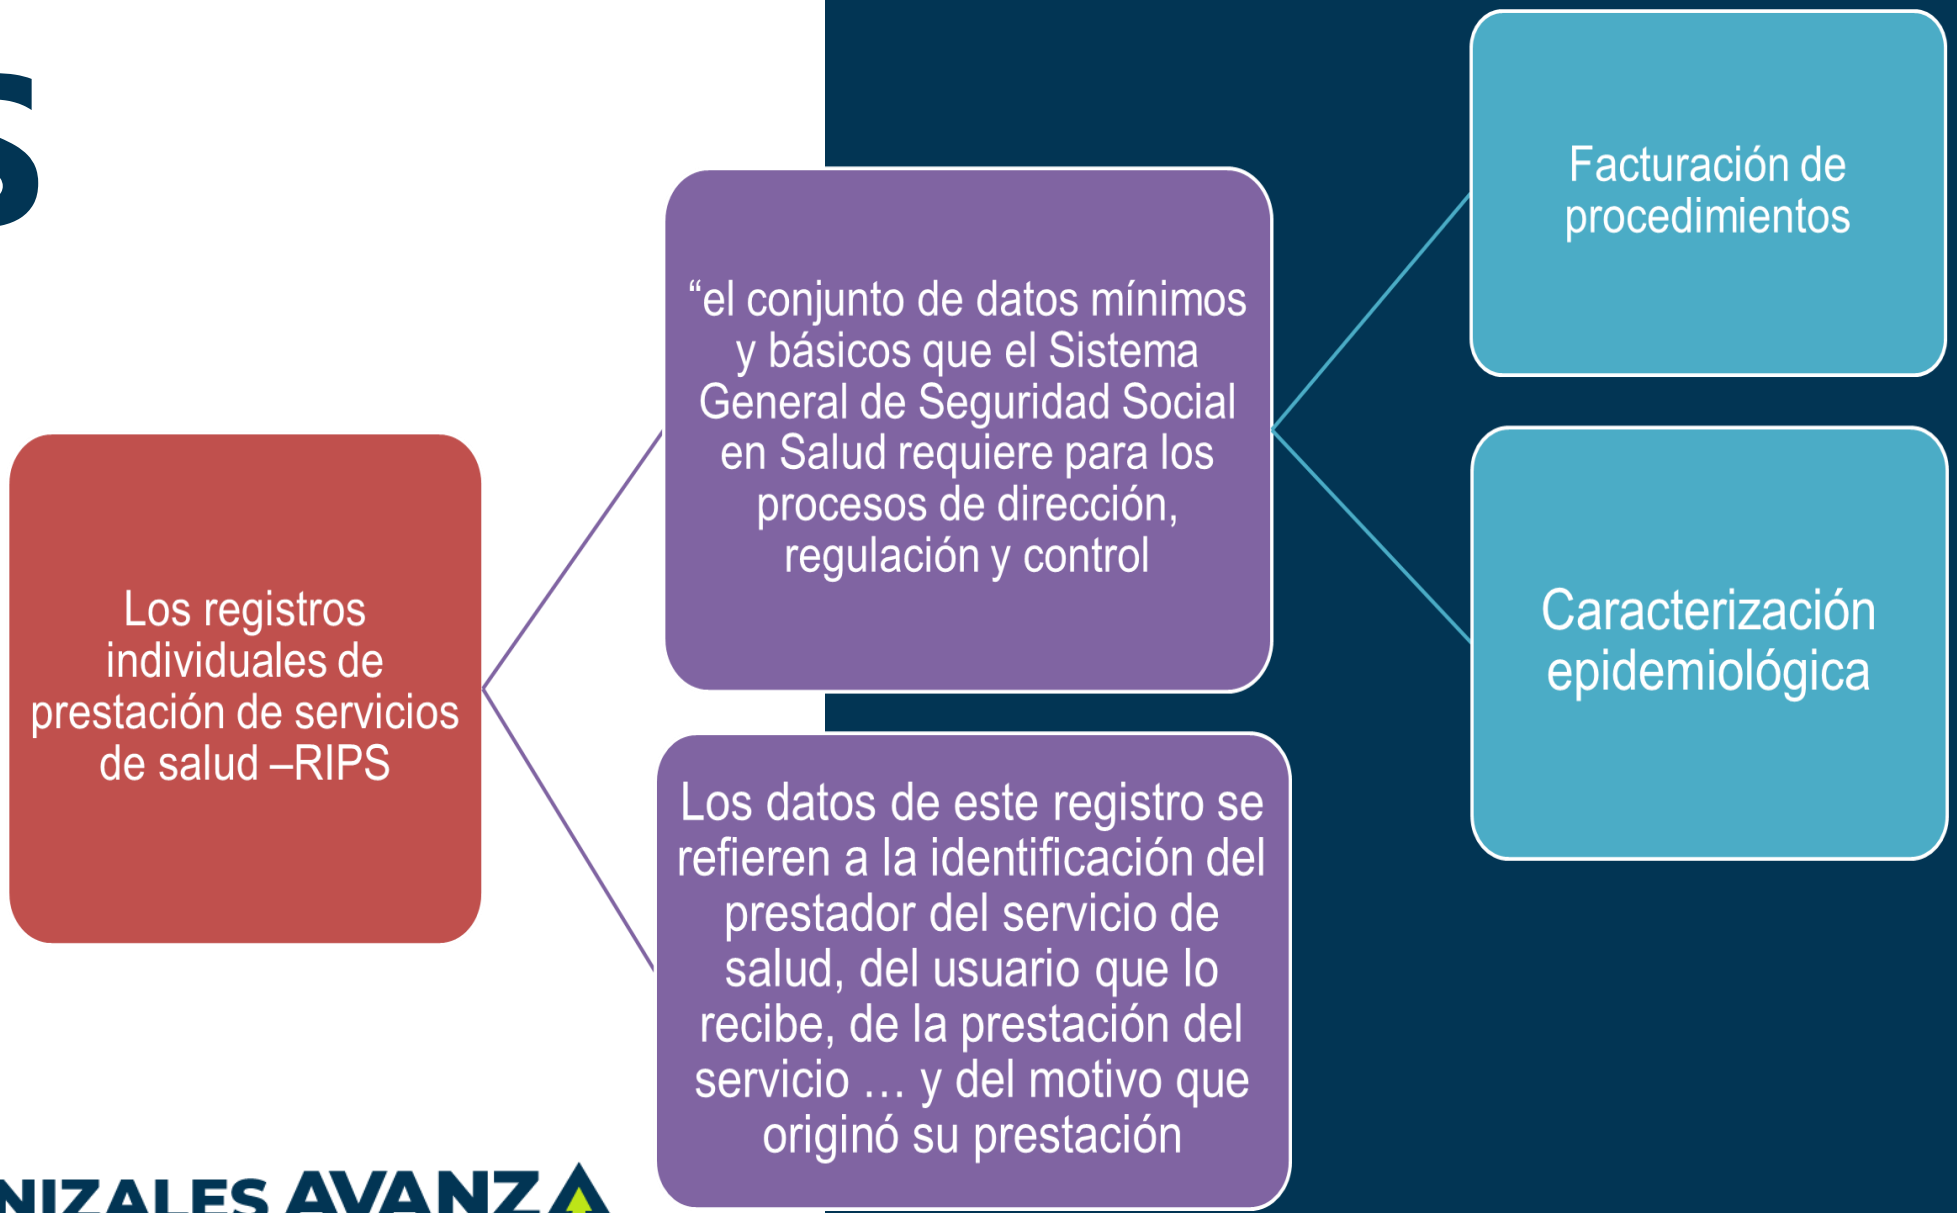 S
Los registros
individuales de
prestación de servicios
de salud –RIPS
“el conjunto de datos mínimos
y básicos que el Sistema
General de Seguridad Social
en Salud requiere para los
procesos de dirección,
regulación y control
Los datos de este registro se
refieren a la identificación del
prestador del servicio de
salud, del usuario que lo
recibe, de la prestación del
servicio … y del motivo que
originó su prestación
Facturación de
procedimientos
Caracterización
epidemiológica
NIZALES AVANZA